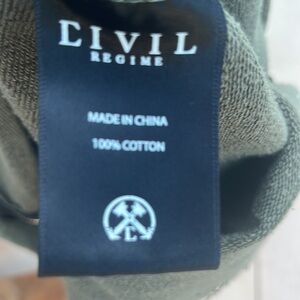 CIVIL
REGIME
MADE IN CHINA
100% COTTON
L